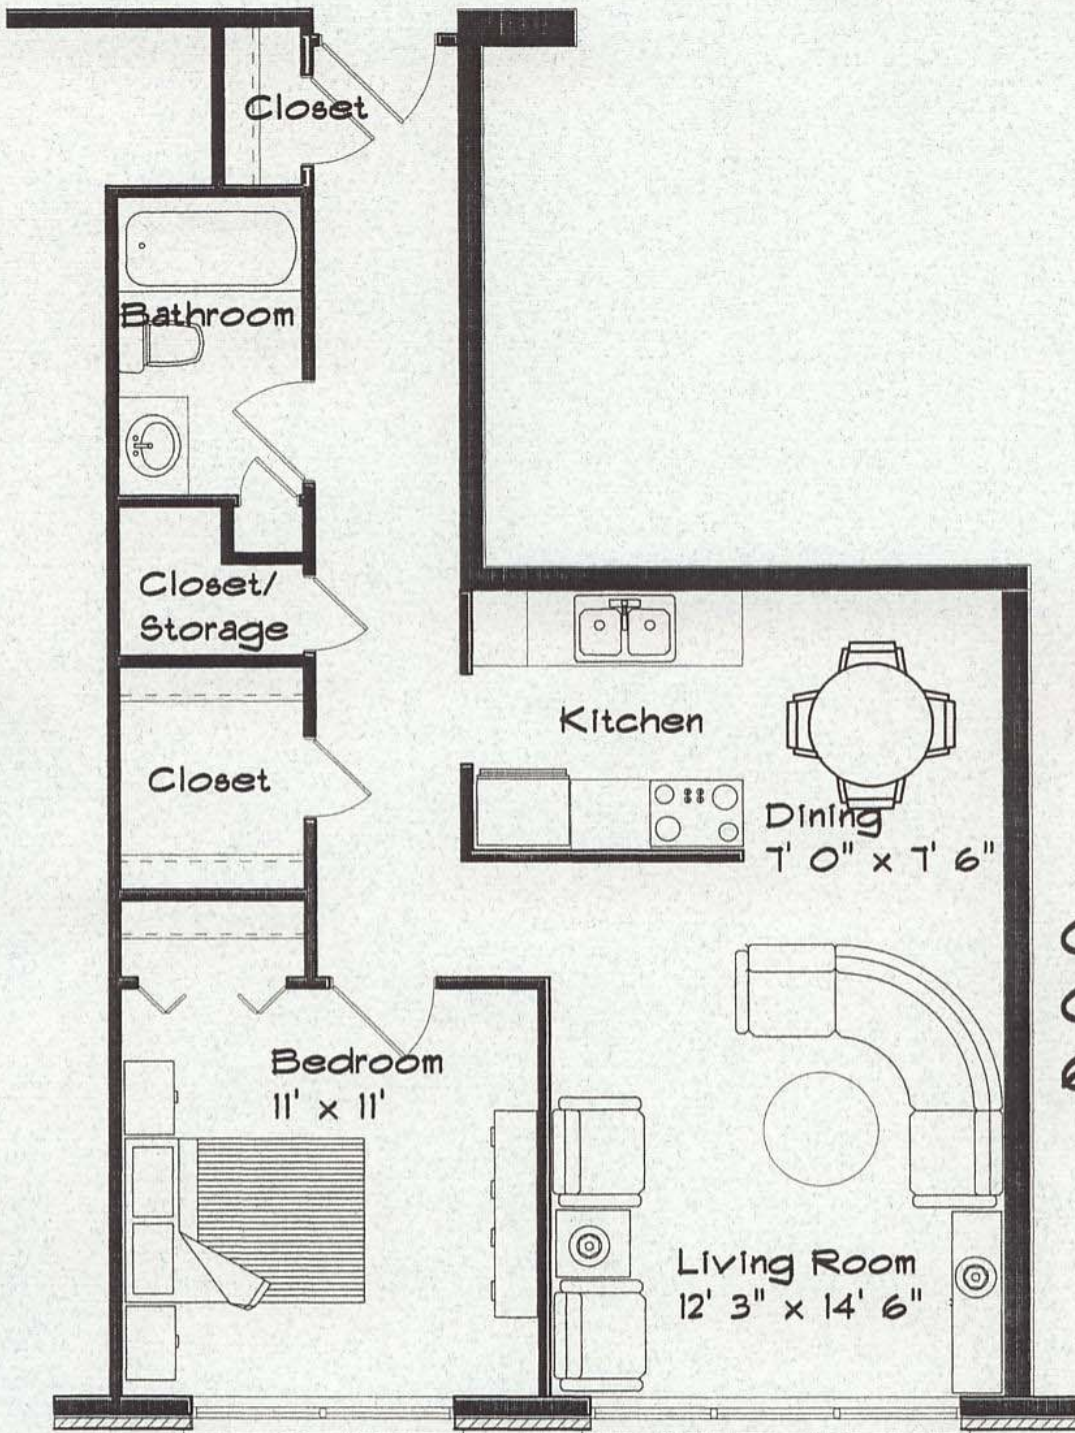 Closet
Bathroom
Closet/
Storage
Kitchen
Closet
Dining
7' 0" x 7' 6"
Bedroom
11' x 11'
Living Room
12' 3" x 14' 6"